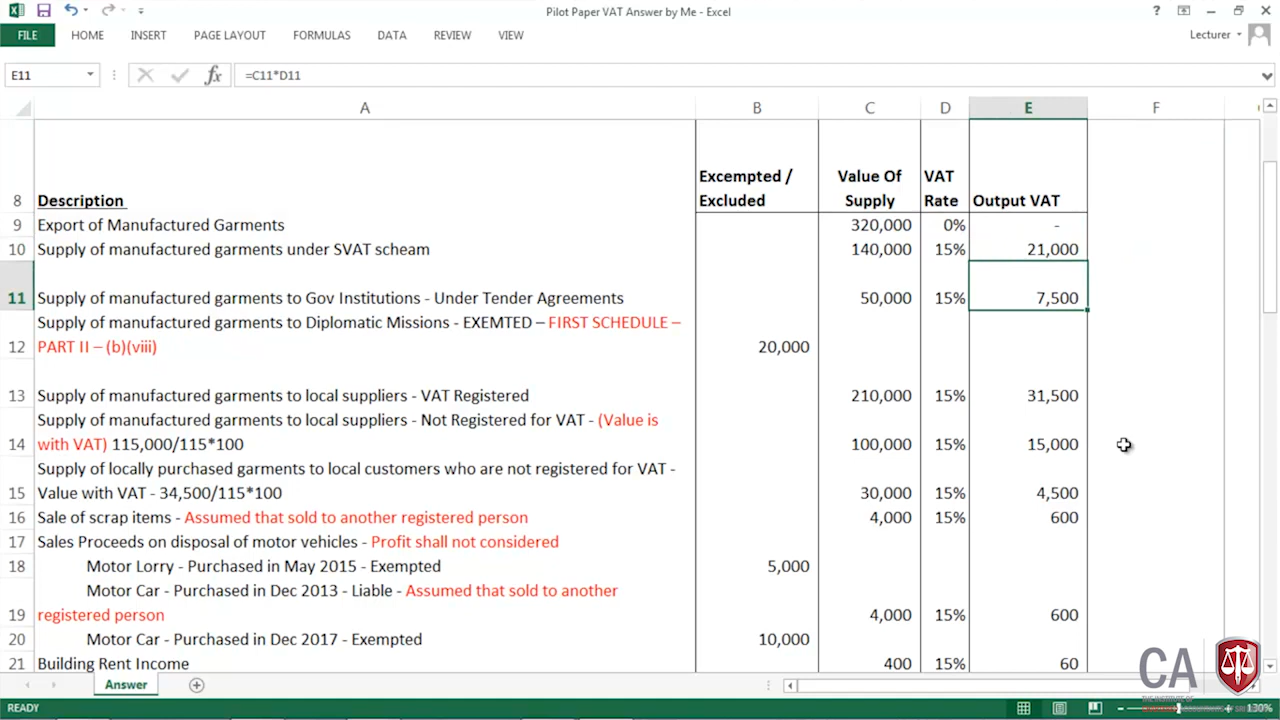 Pilot Paper VAT Answer by Me - Excel
?
FILE HOME INSERT PAGE LAYOUT FORMULAS DATA REVIEW VIEW Lecturer
E11 fx =C11*D11
A B C D E F
Excempted / Value Of VAT
8 Description Excluded Supply Rate Output VAT
9 Export of Manufactured Garments 320,000 0% -
10 Supply of manufactured garments under SVAT scheam 140,000 15% 21,000
11 Supply of manufactured garments to Gov Institutions - Under Tender Agreements 50,000 15% 7,500
Supply of manufactured garments to Diplomatic Missions - EXEMTED – FIRST SCHEDULE –
12 PART II – (b)(viii) 20,000
13 Supply of manufactured garments to local suppliers - VAT Registered 210,000 15% 31,500
Supply of manufactured garments to local suppliers - Not Registered for VAT - (Value is
14 with VAT) 115,000/115*100 100,000 15% 15,000
Supply of locally purchased garments to local customers who are not registered for VAT -
15 Value with VAT - 34,500/115*100 30,000 15% 4,500
16 Sale of scrap items - Assumed that sold to another registered person 4,000 15% 600
17 Sales Proceeds on disposal of motor vehicles - Profit shall not considered
18 Motor Lorry - Purchased in May 2015 - Exempted 5,000
Motor Car - Purchased in Dec 2013 - Liable - Assumed that sold to another
19 registered person 4,000 15% 600
20 Motor Car - Purchased in Dec 2017 - Exempted 10,000
21 Building Rent Income 400 15% 60
CA
Answer
READY 130%